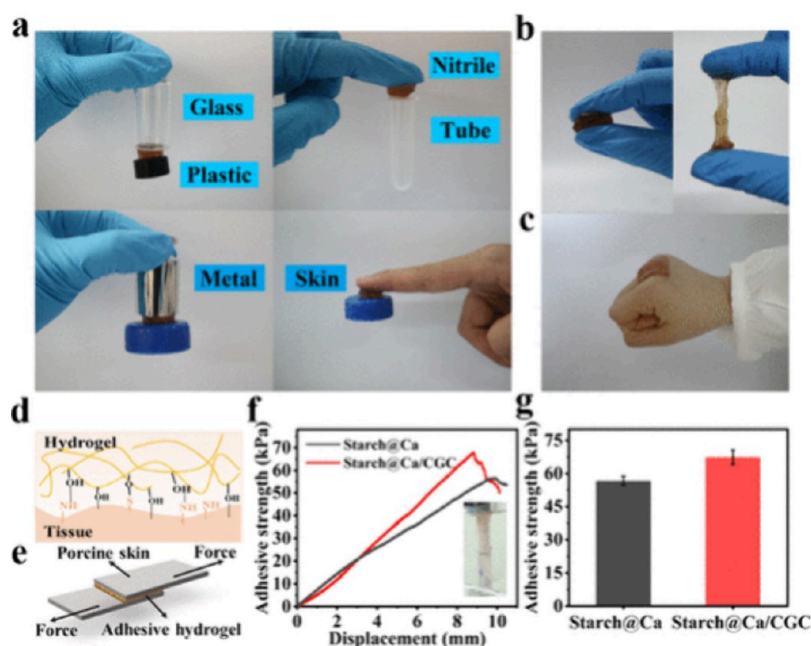 a
Glass
Plastic
Nitrile
Tube
Metal
Skin
b
c
d
Hydrogel
OH
OH
O
OH
OH
OH
NH
S
NH
NH
Tissue
e
Porcine skin
Force
Force
Adhesive hydrogel
f
Adhesive strength (kPa)
70
60
50
40
30
20
10
0
Starch@Ca
Starch@Ca/CGC
0 2 4 6 8 10
Displacement (mm)
g
Adhesive strength (kPa)
75
60
45
30
15
0
Starch@Ca Starch@Ca/CGC